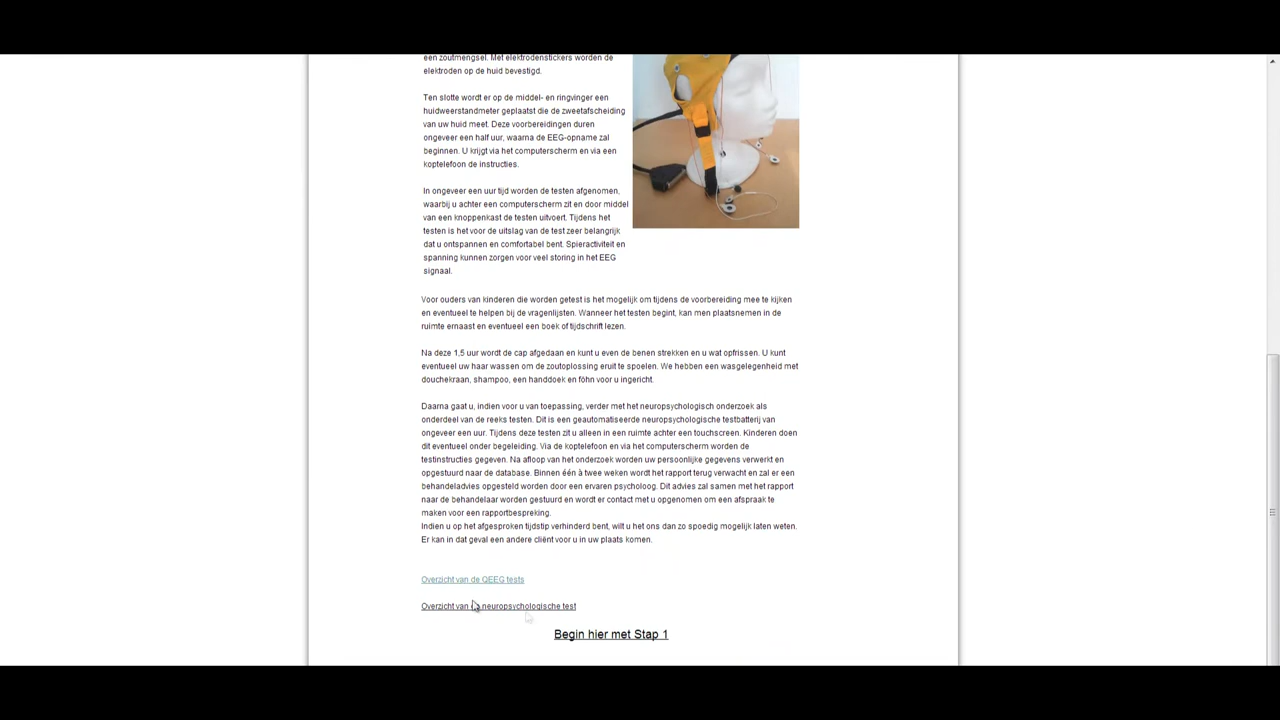 een zoutmengsel. Met elektrodenstickers worden de
elektroden op de huid bevestigd.
Ten slotte wordt er op de middel- en ringvinger een
huidweerstandmeter geplaatst die de zweetafscheiding
van uw huid meet. Deze voorbereidingen duren
ongeveer een half uur, waarna de EEG-opname zal
beginnen. U krijgt via het computerscherm en via een
koptelefoon de instructies.
In ongeveer een uur tijd worden de testen afgenomen,
waarbij u achter een computerscherm zit en door middel
van een knoppenkast de testen uitvoert. Tijdens het
testen is het voor de uitslag van de test zeer belangrijk
dat u ontspannen en comfortabel bent. Spieractiviteit en
spanning kunnen zorgen voor veel storing in het EEG
signaal.
Voor ouders van kinderen die worden getest is het mogelijk om tijdens de voorbereiding mee te kijken
en eventueel te helpen bij de vragenlijsten. Wanneer het testen begint, kan men plaatsnemen in de
ruimte ernaast en eventueel een boek of tijdschrift lezen.
Na deze 1,5 uur wordt de cap afgedaan en kunt u even de benen strekken en u wat opfrissen. U kunt
eventueel uw haar wassen om de zoutoplossing eruit te spoelen. We hebben een wasgelegenheid met
douchekraan, shampoo, een handdoek en föhn voor u ingericht.
Daarna gaat u, indien voor u van toepassing, verder met het neuropsychologisch onderzoek als
onderdeel van de reeks testen. Dit is een geautomatiseerde neuropsychologische testbatterij van
ongeveer een uur. Tijdens deze testen zit u alleen in een ruimte achter een touchscreen. Kinderen doen
dit eventueel onder begeleiding. Via de koptelefoon en via het computerscherm worden de
testinstructies gegeven. Na afloop van het onderzoek worden uw persoonlijke gegevens verwerkt en
opgestuurd naar de database. Binnen één à twee weken wordt het rapport terug verwacht en zal er een
behandeladvies opgesteld worden door een ervaren psycholoog. Dit advies zal samen met het rapport
naar de behandelaar worden gestuurd en wordt er contact met u opgenomen om een afspraak te
maken voor een rapportbespreking.
Indien u op het afgesproken tijdstip verhinderd bent, wilt u het ons dan zo spoedig mogelijk laten weten.
Er kan in dat geval een andere cliënt voor u in uw plaats komen.
Overzicht van de QEEG tests
Overzicht van neuropsychologische test
Begin hier met Stap 1